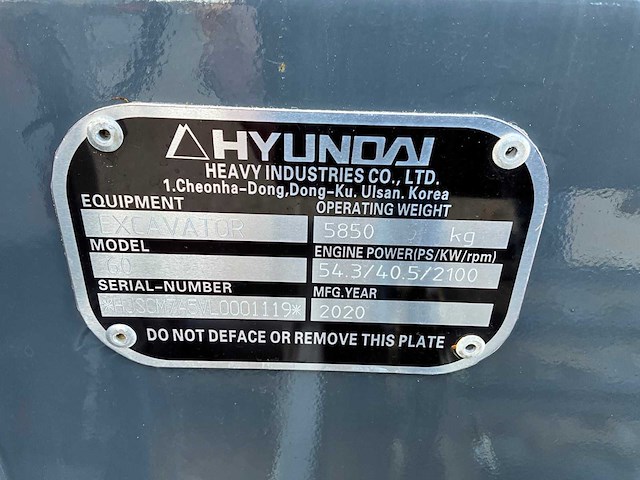 HYUNDAI
HEAVY INDUSTRIES CO., LTD.
1.Cheonha-Dong,Dong-Ku. Ulsan. Korea
EQUIPMENT OPERATING WEIGHT
EXCAVATOR 5850 kg
MODEL ENGINE POWER(PS/KW/rpm)
60 54.3/40.5/2100
SERIAL-NUMBER MFG.YEAR
2020
DO NOT DEFACE OR REMOVE THIS PLATE